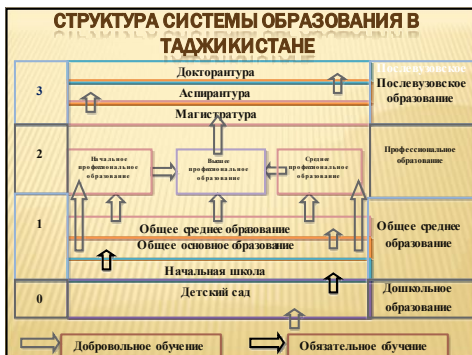 СТРУКТУРА СИСТЕМЫ ОБРАЗОВАНИЯ В
ТАДЖИКИСТАНЕ
3
Докторантура
Аспирантура
Магистратура
Послевузовское
Послевузовское
образование
2
Начальное
профессиональное
образование
Высшее
профессиональное
образование
Среднее
профессиональное
образование
Профессиональное
образование
1
Общее среднее образование
Общее основное образование
Начальная школа
Общее среднее
образование
0
Детский сад
Дошкольное
образование
Добровольное обучение
Обязательное обучение